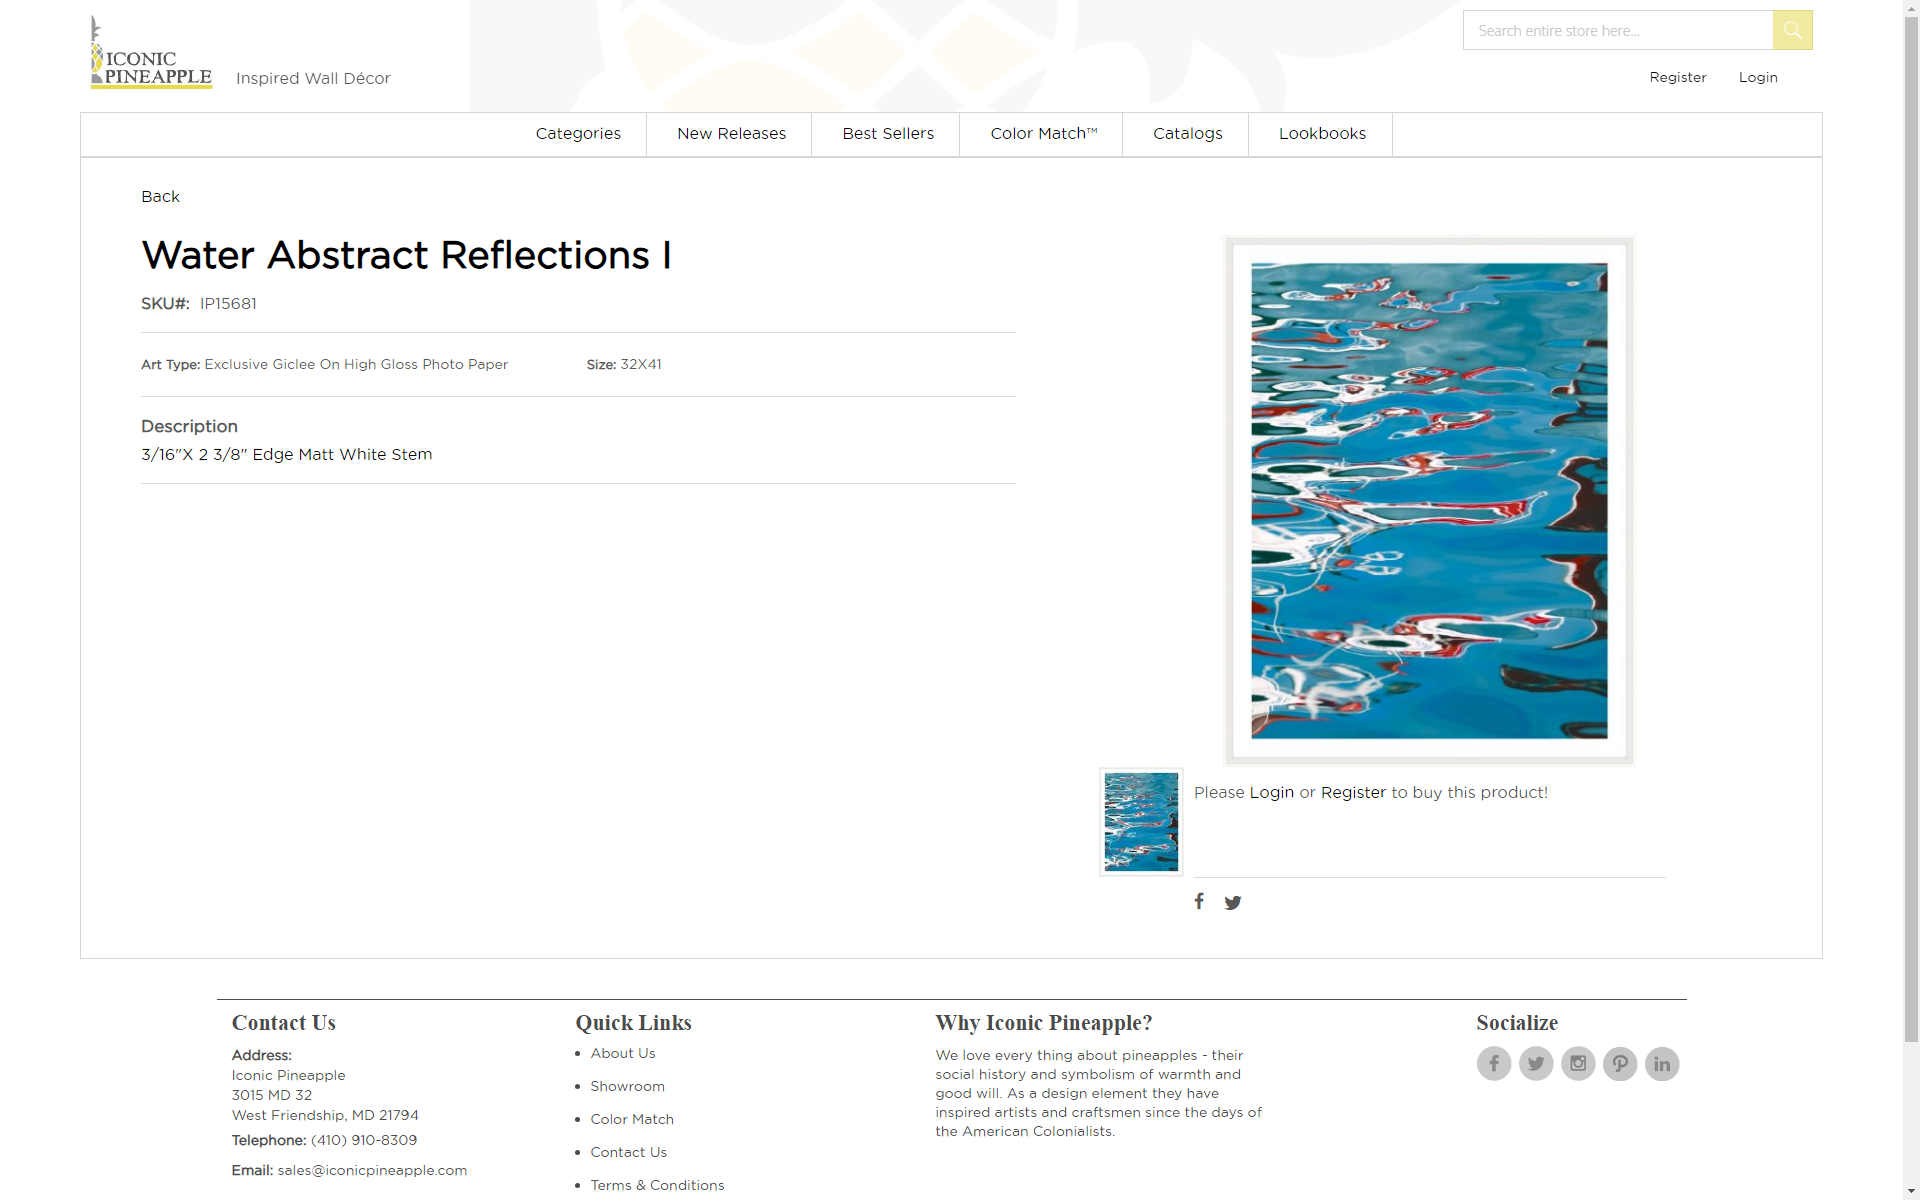 ICONIC
PINEAPPLE
Inspired Wall Décor
Search entire store here...
Register
Login
Categories
New Releases
Best Sellers
Color Match™
Catalogs
Lookbooks
Back
Water Abstract Reflections I
SKU#: IP15681
Art Type: Exclusive Giclee On High Gloss Photo Paper
Size: 32X41
Description
3/16"X 2 3/8" Edge Matt White Stem
Please Login or Register to buy this product!
Contact Us
Address:
Iconic Pineapple
3015 MD 32
West Friendship, MD 21794
Telephone: (410) 910-8309
Email: sales@iconicpineapple.com
Quick Links
About Us
Showroom
Color Match
Contact Us
Terms & Conditions
Why Iconic Pineapple?
We love every thing about pineapples - their
social history and symbolism of warmth and
good will. As a design element they have
inspired artists and craftsmen since the days of
the American Colonialists.
Socialize